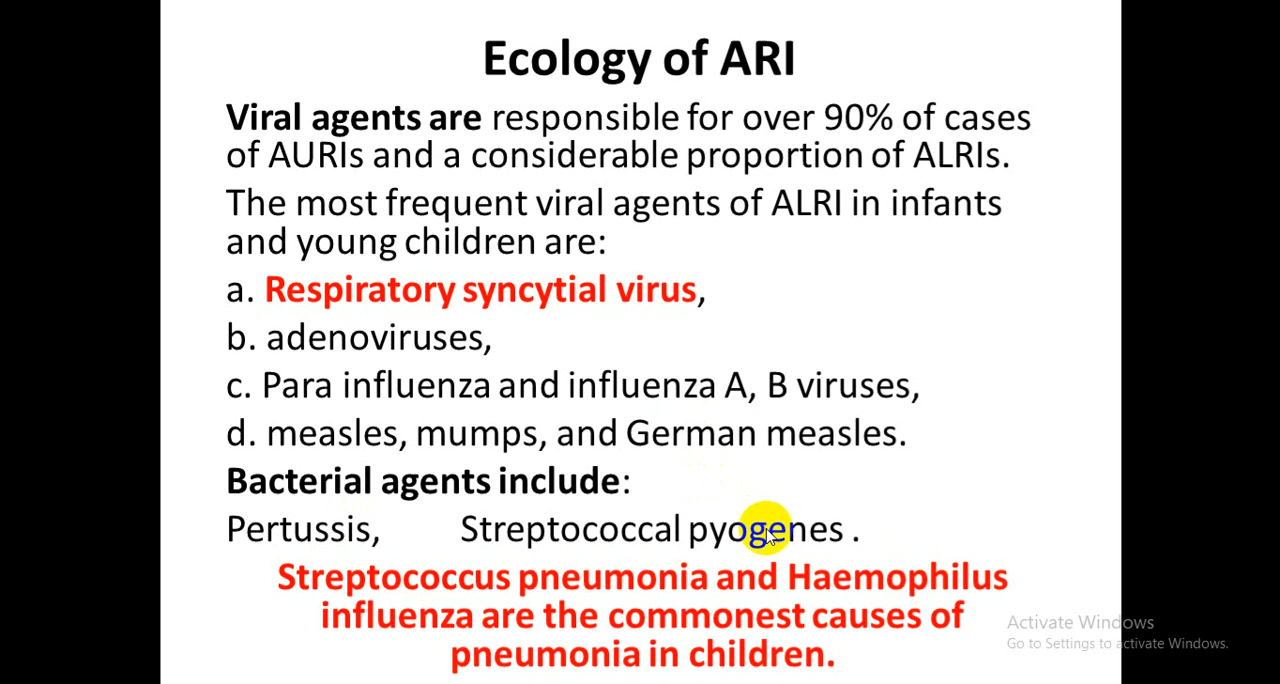 Ecology of ARI
Viral agents are responsible for over 90% of cases
of AURIs and a considerable proportion of ALRIs.
The most frequent viral agents of ALRI in infants
and young children are:
a. Respiratory syncytial virus,
b. adenoviruses,
c. Para influenza and influenza A, B viruses,
d. measles, mumps, and German measles.
Bacterial agents include:
Pertussis, Streptococcal pyogenes .
Streptococcus pneumonia and Haemophilus
influenza are the commonest causes of
pneumonia in children.
Activate Windows
Go to Settings to activate Windows.